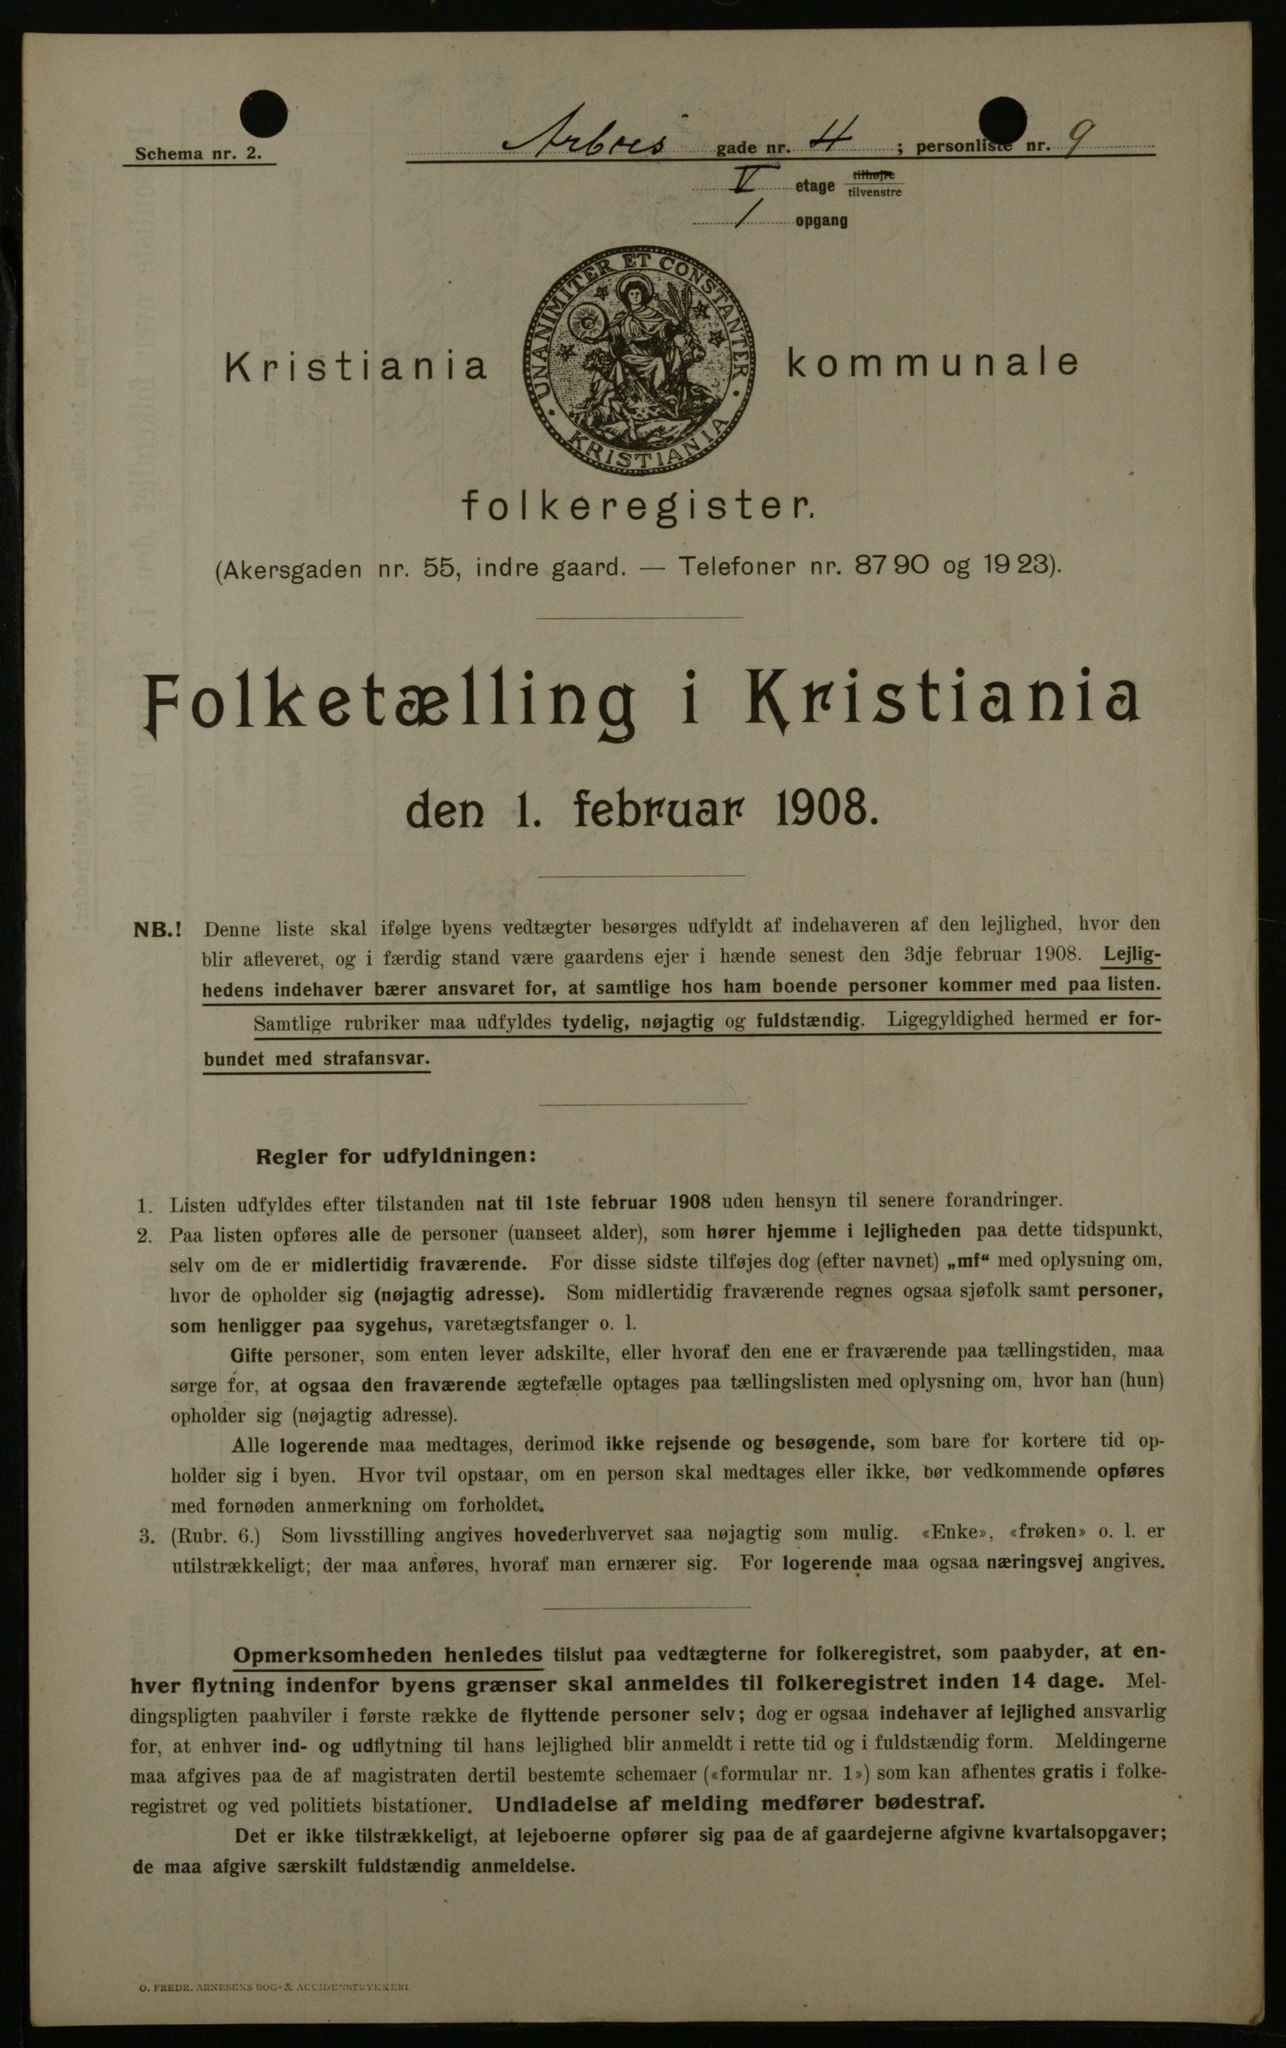 Schema nr. 2.
Arboes gade nr. 4 ; personliste nr. 9
V etage tilhøjre
tilvenstre
1 opgang
UNANIMITER ET CONSTANTER · KRISTIANIA ·
Kristiania kommunale
folkeregister.
(Akersgaden nr. 55, indre gaard. — Telefoner nr. 8790 og 1923).
Folketælling i Kristiania
den 1. februar 1908.
NB.! Denne liste skal ifølge byens vedtægter besørges udfyldt af indehaveren af den lejlighed, hvor den
blir afleveret, og i færdig stand være gaardens ejer i hænde senest den 3dje februar 1908. Lejlig-
hedens indehaver bærer ansvaret for, at samtlige hos ham boende personer kommer med paa listen.
Samtlige rubriker maa udfyldes tydelig, nøjagtig og fuldstændig. Ligegyldighed hermed er for-
bundet med strafansvar.
Regler for udfyldningen:
1. Listen udfyldes efter tilstanden nat til 1ste februar 1908 uden hensyn til senere forandringer.
2. Paa listen opføres alle de personer (uanseet alder), som hører hjemme i lejligheden paa dette tidspunkt,
selv om de er midlertidig fraværende. For disse sidste tilføjes dog (efter navnet) „mf“ med oplysning om,
hvor de opholder sig (nøjagtig adresse). Som midlertidig fraværende regnes ogsaa sjøfolk samt personer,
som henligger paa sygehus, varetægtsfanger o. l.
Gifte personer, som enten lever adskilte, eller hvoraf den ene er fraværende paa tællingstiden, maa
sørge for, at ogsaa den fraværende ægtefælle optages paa tællingslisten med oplysning om, hvor han (hun)
opholder sig (nøjagtig adresse).
Alle logerende maa medtages, derimod ikke rejsende og besøgende, som bare for kortere tid op-
holder sig i byen. Hvor tvil opstaar, om en person skal medtages eller ikke, bør vedkommende opføres
med fornøden anmerkning om forholdet.
3. (Rubr. 6.) Som livsstilling angives hovederhvervet saa nøjagtig som mulig. «Enke», «frøken» o. l. er
utilstrækkeligt; der maa anføres, hvoraf man ernærer sig. For logerende maa ogsaa næringsvej angives.
Opmerksomheden henledes tilslut paa vedtægterne for folkeregistret, som paabyder, at en-
hver flytning indenfor byens grænser skal anmeldes til folkeregistret inden 14 dage. Mel-
dingspligten paahviler i første række de flyttende personer selv; dog er ogsaa indehaver af lejlighed ansvarlig
for, at enhver ind- og udflytning til hans lejlighed blir anmeldt i rette tid og i fuldstændig form. Meldingerne
maa afgives paa de af magistraten dertil bestemte schemaer («formular nr. 1») som kan afhentes gratis i folke-
registret og ved politiets bistationer. Undladelse af melding medfører bødestraf.
Det er ikke tilstrækkeligt, at lejeboerne opfører sig paa de af gaardejerne afgivne kvartalsopgaver;
de maa afgive særskilt fuldstændig anmeldelse.
O. FREDR. ARNESENS BOG- & ACCIDENSTRYKKERI.